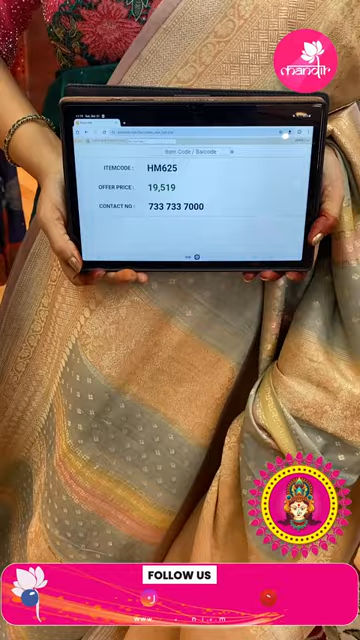 mandir
Item Code / Barcode
ITEMCODE : HM625
OFFER PRICE : 19,519
CONTACT NO : 733 733 7000
FOLLOW US